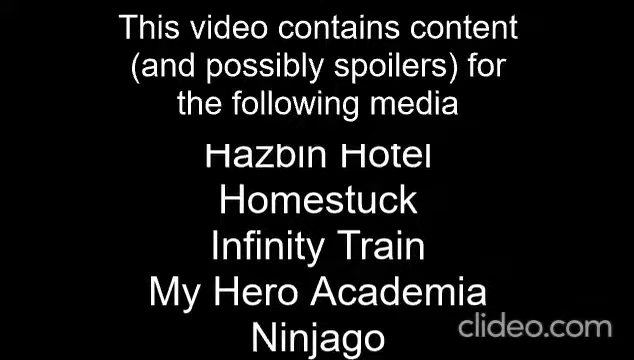 This video contains content
(and possibly spoilers) for
the following media
Hazbin Hotel
Homestuck
Infinity Train
My Hero Academia
Ninjago
clideo.com